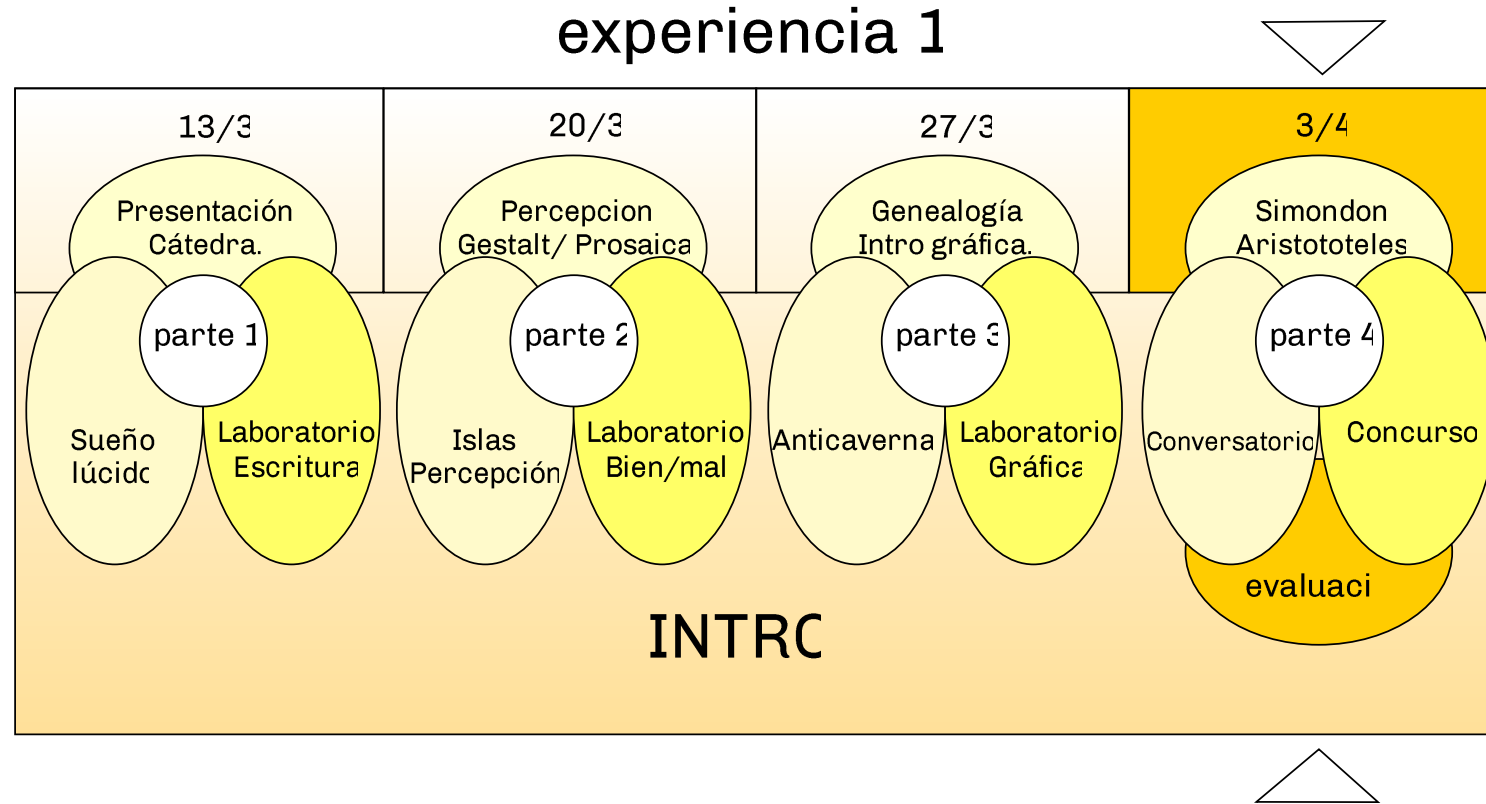 experiencia 1
13/3
20/3
27/3
3/4
Presentación
Cátedra.
Percepcion
Gestalt/ Prosaica
Genealogía
Intro gráfica.
Simondon
Aristototeles
parte 1
parte 2
parte 3
parte 4
Sueño
lúcido
Laboratorio
Escritura
Islas
Percepción
Laboratorio
Bien/mal
Anticaverna
Laboratorio
Gráfica
Conversatorio
Concurso
evaluaci
INTRO